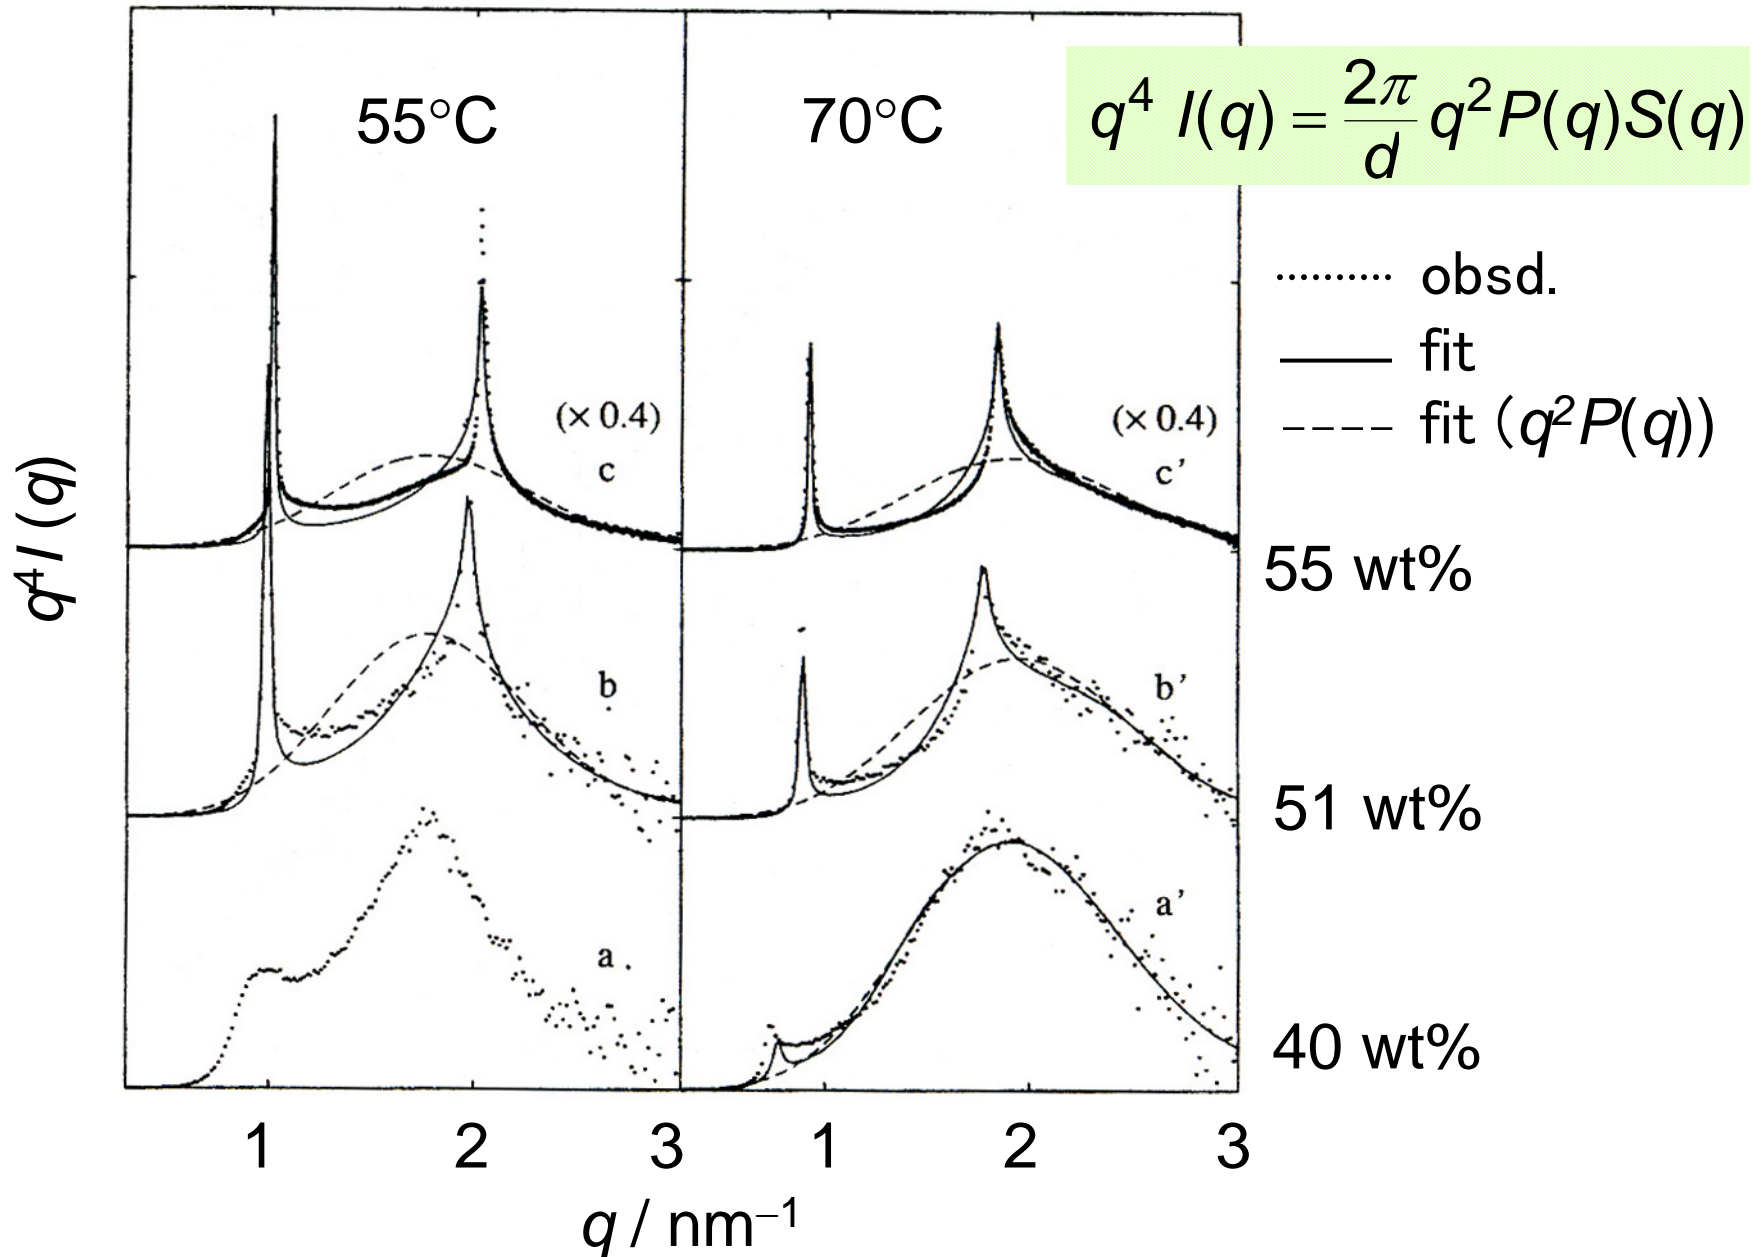 55°C
70°C
q⁴ I(q) = 2π/d q²P(q)S(q)
obsd.
fit
fit (q²P(q))
(× 0.4)
c
(× 0.4)
c'
55 wt%
b
b'
51 wt%
a
a'
40 wt%
q⁴ I (q)
1 2 3 1 2 3
q / nm⁻¹